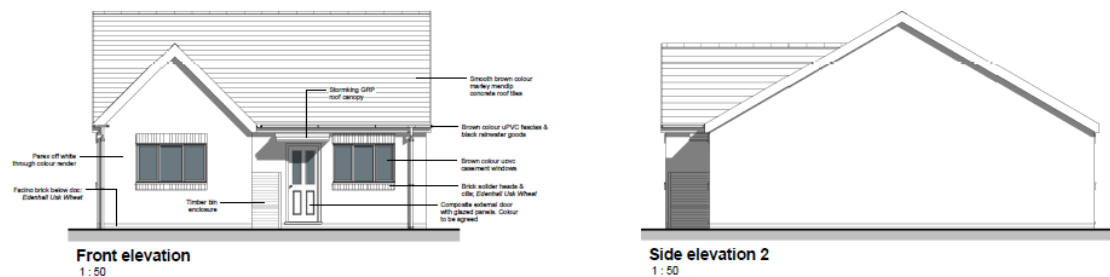 Smooth brown colour
marley mendip
concrete roof tiles
Stormking GRP
roof canopy
Brown colour uPVC fascias &
black rainwater goods
Parex off white
through colour render
Brown colour upvc
casement windows
Facing brick below dpc:
Edenhall Usk Wheat
Brick soldier heads &
cills; Edenhall Usk Wheat
Timber bin
enclosure
Composite external door
with glazed panels. Colour
to be agreed
Front elevation
1 : 50
Side elevation 2
1 : 50